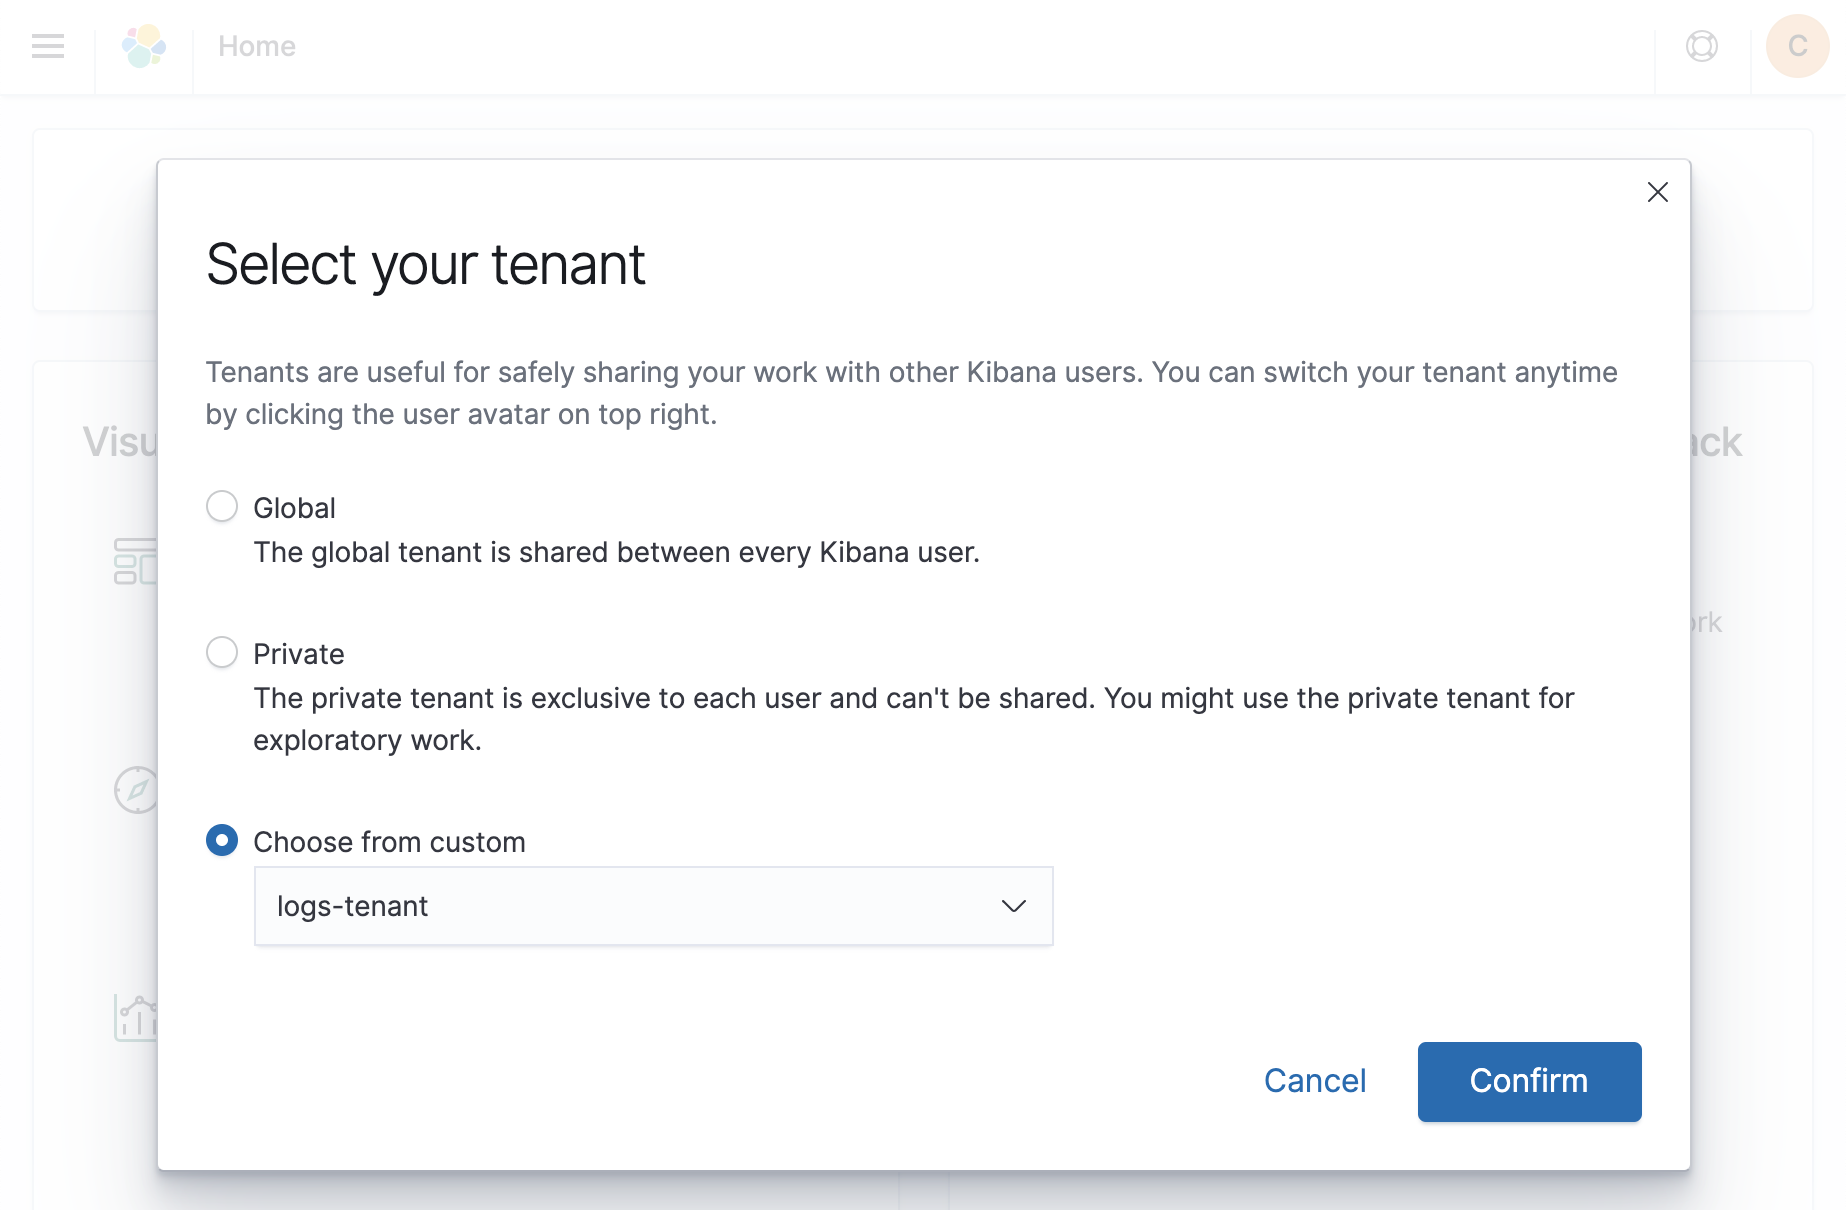 Home
C
Select your tenant
Tenants are useful for safely sharing your work with other Kibana users. You can switch your tenant anytime
by clicking the user avatar on top right.
Visu
ack
Global
The global tenant is shared between every Kibana user.
ork
Private
The private tenant is exclusive to each user and can't be shared. You might use the private tenant for
exploratory work.
Choose from custom
logs-tenant
Cancel
Confirm